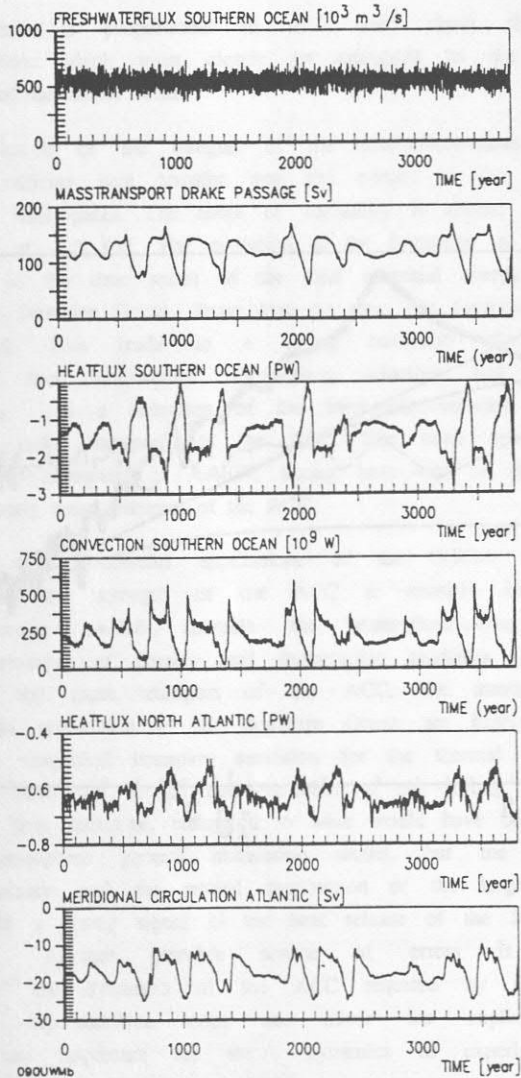 FRESHWATERFLUX SOUTHERN OCEAN [10³ m³/s]
1000
500
0
0 1000 2000 3000
TIME [year]
MASSTRANSPORT DRAKE PASSAGE [Sv]
200
100
0
0 1000 2000 3000
TIME (year)
HEATFLUX SOUTHERN OCEAN [PW]
0
-1
-2
-3
0 1000 2000 3000
TIME [year]
CONVECTION SOUTHERN OCEAN [10⁹ W]
750
500
250
0
0 1000 2000 3000
TIME [year]
HEATFLUX NORTH ATLANTIC [PW]
-0.4
-0.6
-0.8
0 1000 2000 3000
TIME [year]
MERIDIONAL CIRCULATION ATLANTIC [Sv]
0
-10
-20
-30
0 1000 2000 3000
TIME [year]
090UWMb